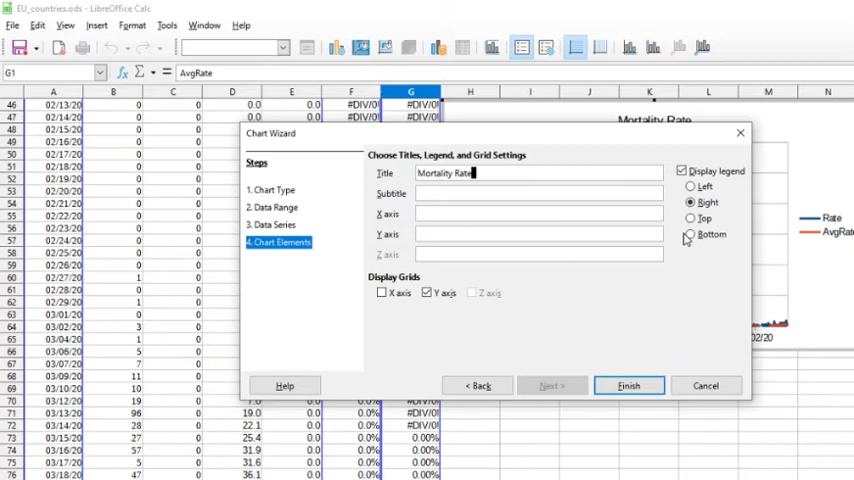 EU_countries.ods - LibreOffice Calc
File Edit View Insert Format Tools Window Help
G1 AvgRate
A B C D E F G H I J K L M N
46 02/13/20 0 0 0.0 0.0 #DIV/0! #DIV/0!
47 02/14/20 0 0 0.0 0.0 #DIV/0! #DIV/0!
48 02/15/20 0 0
49 02/16/20 0 0
50 02/17/20 0 0
51 02/18/20 0 0
52 02/19/20 0 0
53 02/20/20 0 0
54 02/21/20 0 0
55 02/22/20 0 0
56 02/23/20 0 0
57 02/24/20 0 0
58 02/25/20 0 0
59 02/26/20 0 0
60 02/27/20 1 0
61 02/28/20 0 0
62 02/29/20 1 0
63 03/01/20 0 0
64 03/02/20 3 0
65 03/04/20 1 0
66 03/06/20 5 0
67 03/07/20 7 0
68 03/09/20 11 0
69 03/10/20 10 0
70 03/12/20 19 0 7.0 0.0 0.0% #DIV/0!
71 03/13/20 96 0 19.0 0.0 0.0% #DIV/0!
72 03/14/20 28 0 22.1 0.0 0.0% #DIV/0!
73 03/15/20 27 0 25.4 0.0 0.0% 0.00%
74 03/16/20 57 0 31.9 0.0 0.0% 0.00%
75 03/17/20 5 0 31.6 0.0 0.0% 0.00%
76 03/18/20 47 0 36.1 0.0 0.0% 0.00%
Mortality Rate
Rate
AvgRate
02/20
Chart Wizard
Steps
1. Chart Type
2. Data Range
3. Data Series
4. Chart Elements
Choose Titles, Legend, and Grid Settings
Title Mortality Rate
Subtitle
X axis
Y axis
Z axis
Display legend
Left
Right
Top
Bottom
Display Grids
X axis Y axis Z axis
Help < Back Next > Finish Cancel